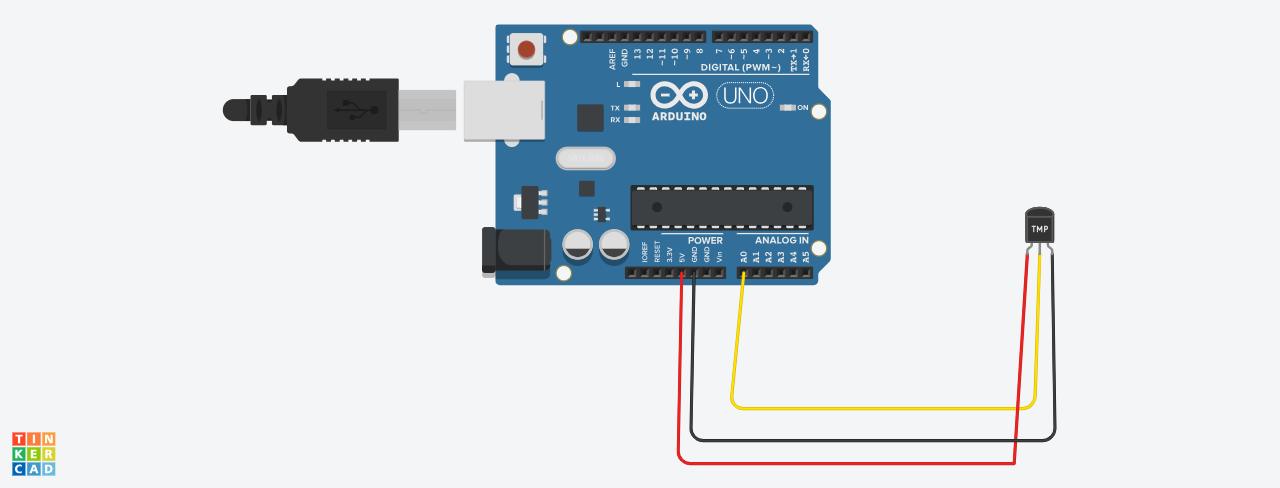 AREF
GND
13
12
~11
~10
~9
8
7
~6
~5
4
~3
2
TX→1
RX←0
DIGITAL (PWM~)
L
TX
RX
ARDUINO
UNO
ON
TMP
POWER
ANALOG IN
IOREF
RESET
3.3V
5V
GND
GND
Vin
A0
A1
A2
A3
A4
A5
TIN
KER
CAD